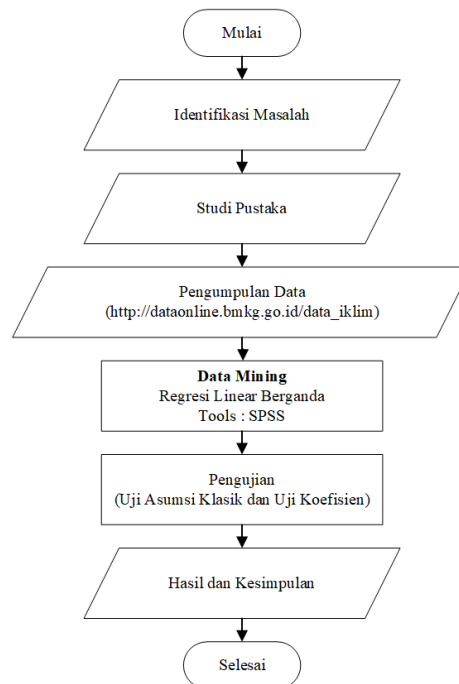 Mulai
Identifikasi Masalah
Studi Pustaka
Pengumpulan Data
(http://dataonline.bmkg.go.id/data_iklim)
Data Mining
Regresi Linear Berganda
Tools : SPSS
Pengujian
(Uji Asumsi Klasik dan Uji Koefisien)
Hasil dan Kesimpulan
Selesai